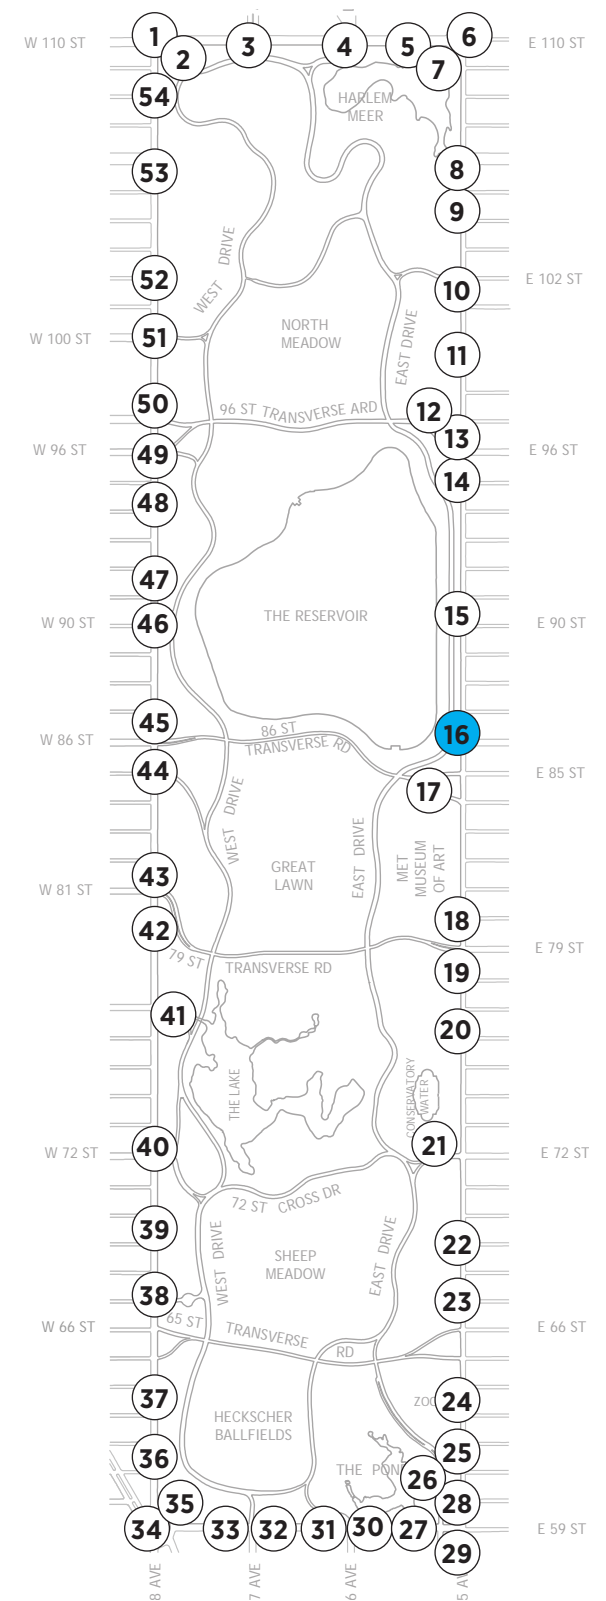 1
2
3
4
5
6
7
W 110 ST
E 110 ST
54
HARLEM
MEER
53
8
9
WEST DRIVE
52
10
E 102 ST
51
W 100 ST
NORTH
MEADOW
EAST DRIVE
11
50
96 ST TRANSVERSE ARD
12
13
49
W 96 ST
E 96 ST
14
48
47
46
W 90 ST
THE RESERVOIR
15
E 90 ST
45
W 86 ST
86 ST
TRANSVERSE RD
16
44
17
E 85 ST
WEST DRIVE
EAST DRIVE
GREAT
LAWN
MET
MUSEUM
OF ART
43
W 81 ST
42
18
79 ST
TRANSVERSE RD
E 79 ST
19
41
20
THE LAKE
CONSERVATORY
WATER
40
W 72 ST
21
E 72 ST
72 ST CROSS DR
39
WEST DRIVE
SHEEP
MEADOW
EAST DRIVE
22
38
23
65 ST
TRANSVERSE
RD
W 66 ST
E 66 ST
37
ZOO
24
HECKSCHER
BALLFIELDS
36
25
THE PON
26
35
28
34
33
32
31
30
27
E 59 ST
29
8 AVE
7 AVE
6 AVE
5 AV